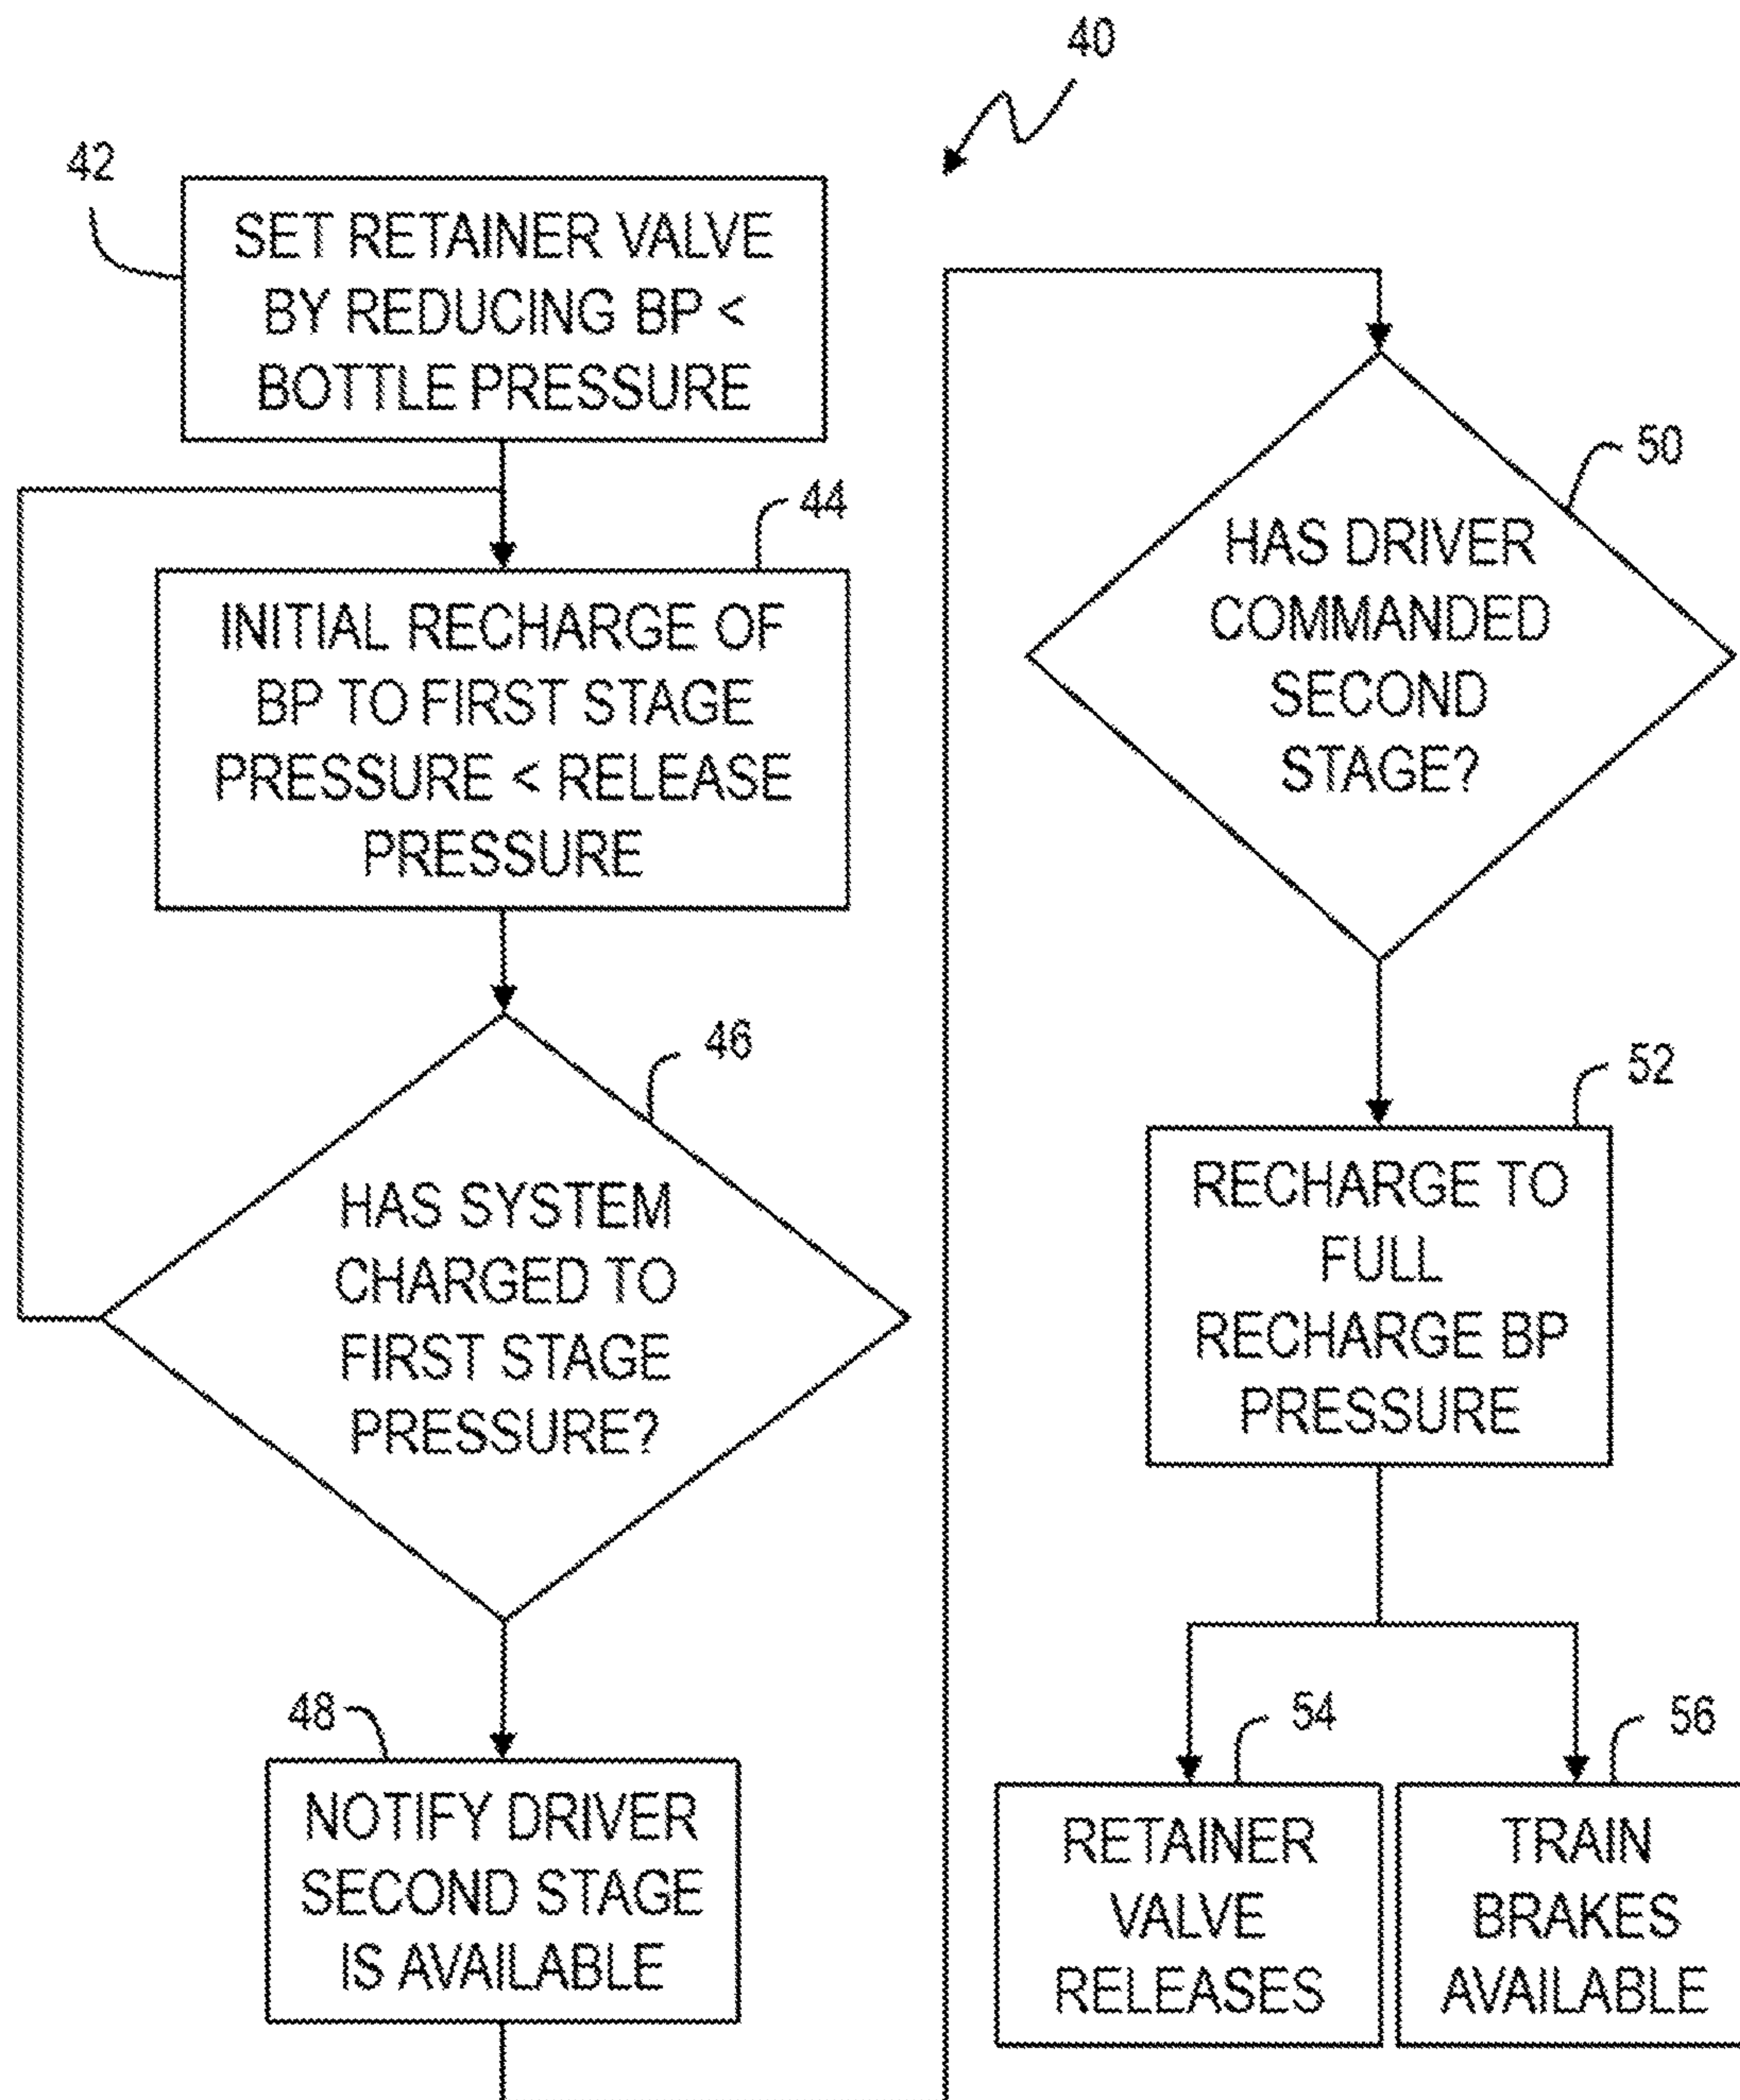 40
42
SET RETAINER VALVE
BY REDUCING BP <
BOTTLE PRESSURE
44
INITIAL RECHARGE OF
BP TO FIRST STAGE
PRESSURE < RELEASE
PRESSURE
46
HAS SYSTEM
CHARGED TO
FIRST STAGE
PRESSURE?
48
NOTIFY DRIVER
SECOND STAGE
IS AVAILABLE
50
HAS DRIVER
COMMANDED
SECOND
STAGE?
52
RECHARGE TO
FULL
RECHARGE BP
PRESSURE
54
RETAINER
VALVE
RELEASES
56
TRAIN
BRAKES
AVAILABLE